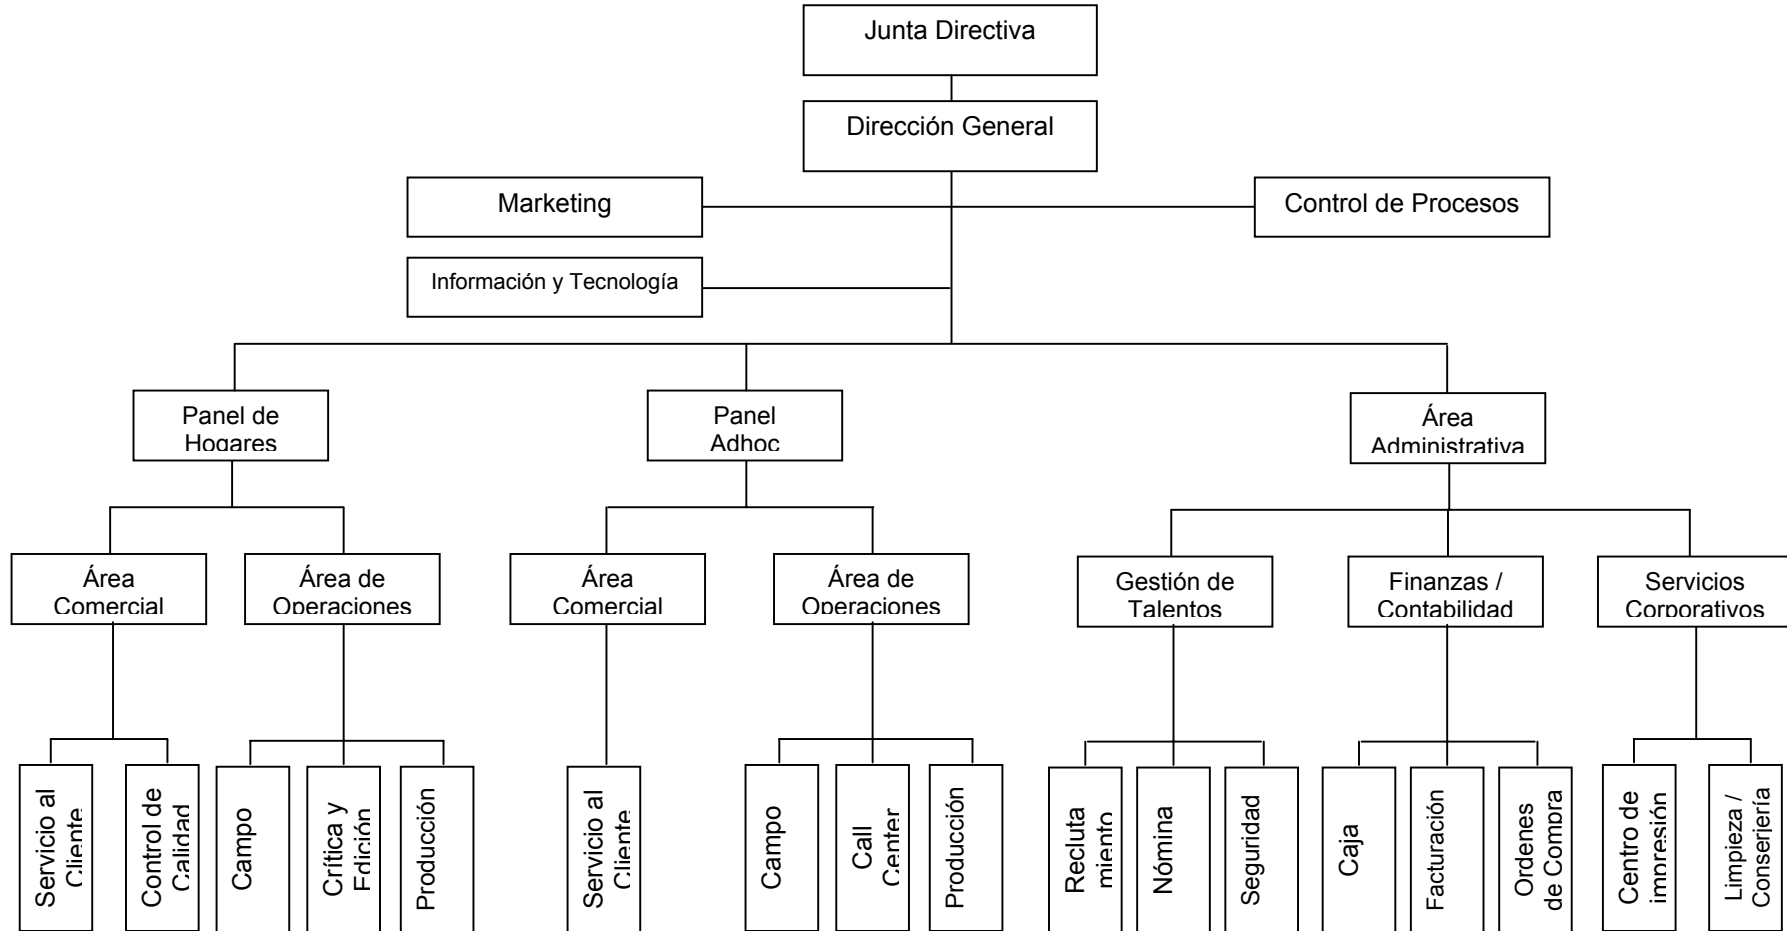 Junta Directiva
Dirección General
Marketing
Control de Procesos
Información y Tecnología
Panel de
Hogares
Panel
Adhoc
Área
Administrativa
Área
Comercial
Área de
Operaciones
Área
Comercial
Área de
Operaciones
Gestión de
Talentos
Finanzas /
Contabilidad
Servicios
Corporativos
Servicio al
Cliente
Control de
Calidad
Campo
Crítica y
Edición
Producción
Servicio al
Cliente
Campo
Call
Center
Producción
Recluta
miento
Nómina
Seguridad
Caja
Facturación
Ordenes
de Compra
Centro de
impresión
Limpieza /
Conserjería